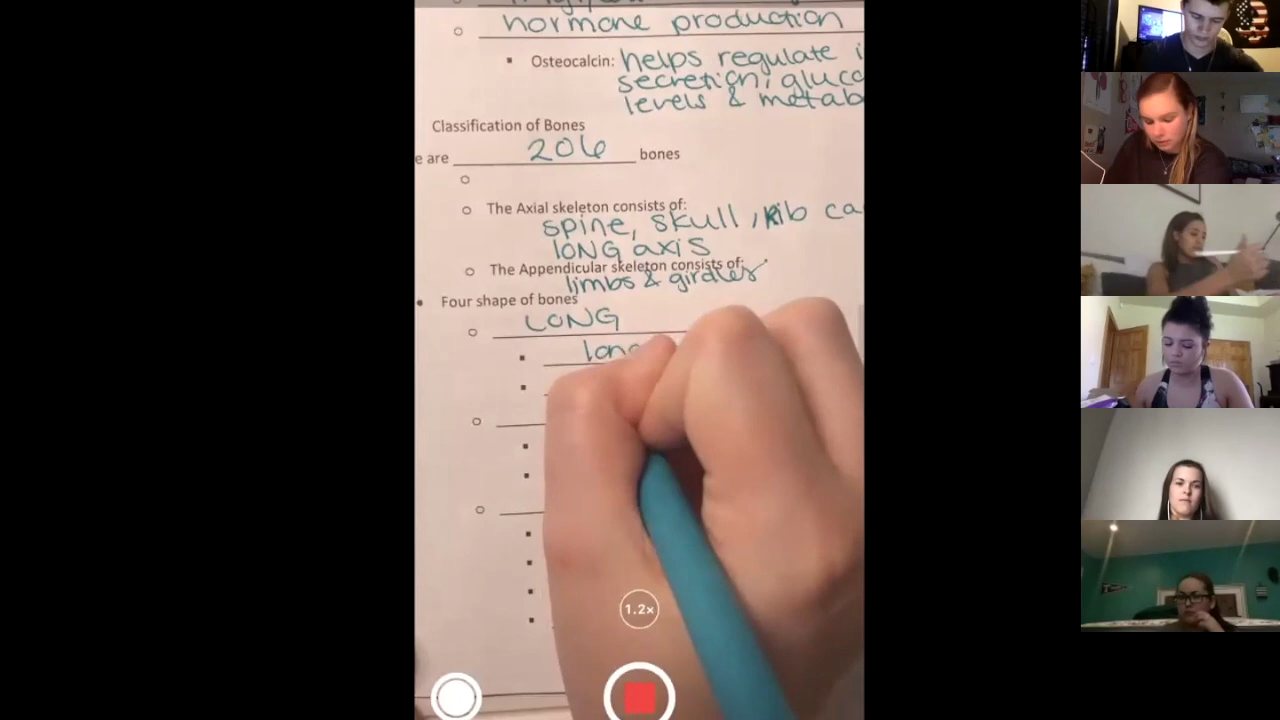 hormone production
Osteocalcin: helps regulate
secretion, gluco
levels & metab
Classification of Bones
e are 206 bones
The Axial skeleton consists of:
spine, skull, Rib ca
LONG axis
The Appendicular skeleton consists of:
limbs & girdles
Four shape of bones
LONG
long
1.2x